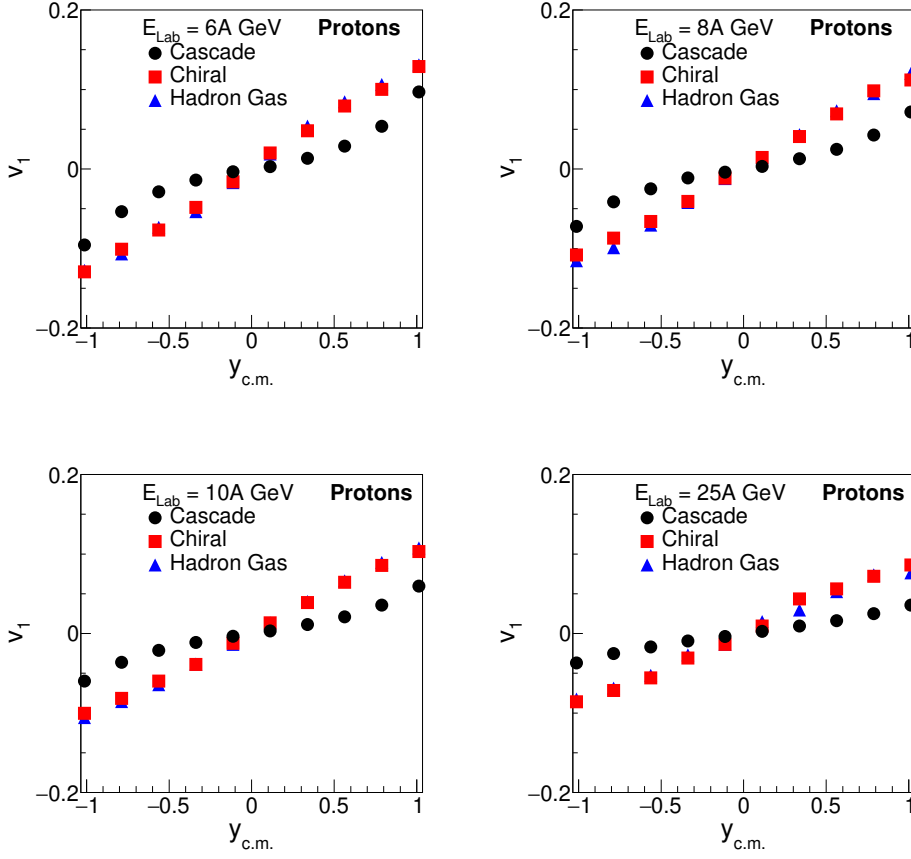 E_Lab = 6A GeV Protons
Cascade
Chiral
Hadron Gas
0.2
0
−0.2
v_1
−1 −0.5 0 0.5 1
y_c.m.
E_Lab = 8A GeV Protons
Cascade
Chiral
Hadron Gas
0.2
0
−0.2
v_1
−1 −0.5 0 0.5 1
y_c.m.
E_Lab = 10A GeV Protons
Cascade
Chiral
Hadron Gas
0.2
0
−0.2
v_1
−1 −0.5 0 0.5 1
y_c.m.
E_Lab = 25A GeV Protons
Cascade
Chiral
Hadron Gas
0.2
0
−0.2
v_1
−1 −0.5 0 0.5 1
y_c.m.